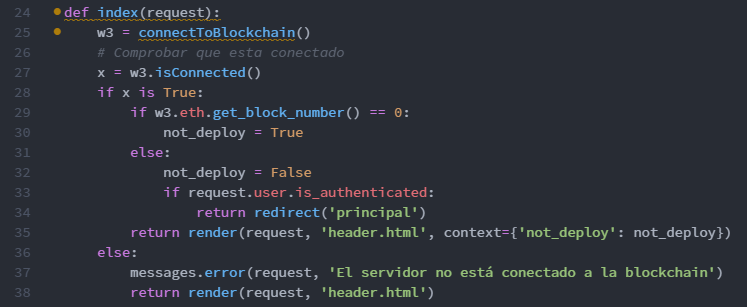 24 def index(request):
25     w3 = connectToBlockchain()
26     # Comprobar que esta conectado
27     x = w3.isConnected()
28     if x is True:
29         if w3.eth.get_block_number() == 0:
30             not_deploy = True
31         else:
32             not_deploy = False
33             if request.user.is_authenticated:
34                 return redirect('principal')
35         return render(request, 'header.html', context={'not_deploy': not_deploy})
36     else:
37         messages.error(request, 'El servidor no está conectado a la blockchain')
38         return render(request, 'header.html')